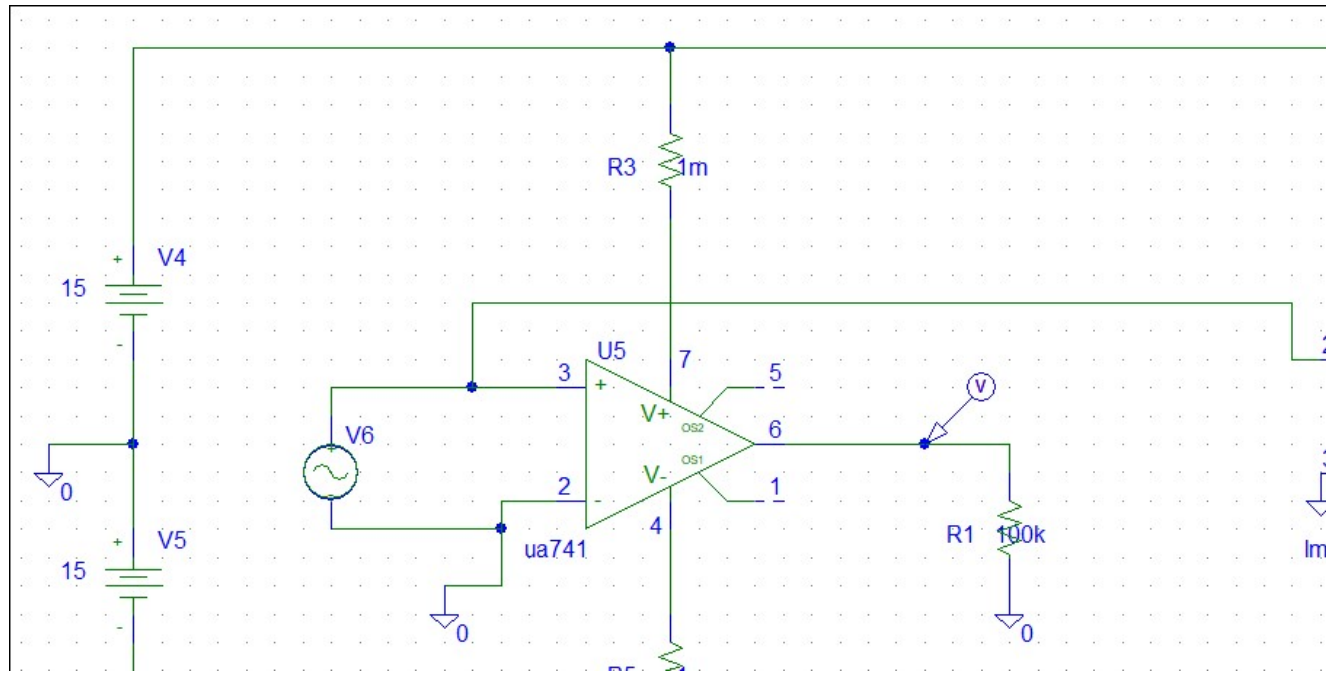 R3 1m
+ V4
15
-
U5
7
3 + 5
V+ OS2
V
V6
+
6
0
OS1
V-
2 - 1
4
+ V5
ua741
R1 100k
15
0
0
-